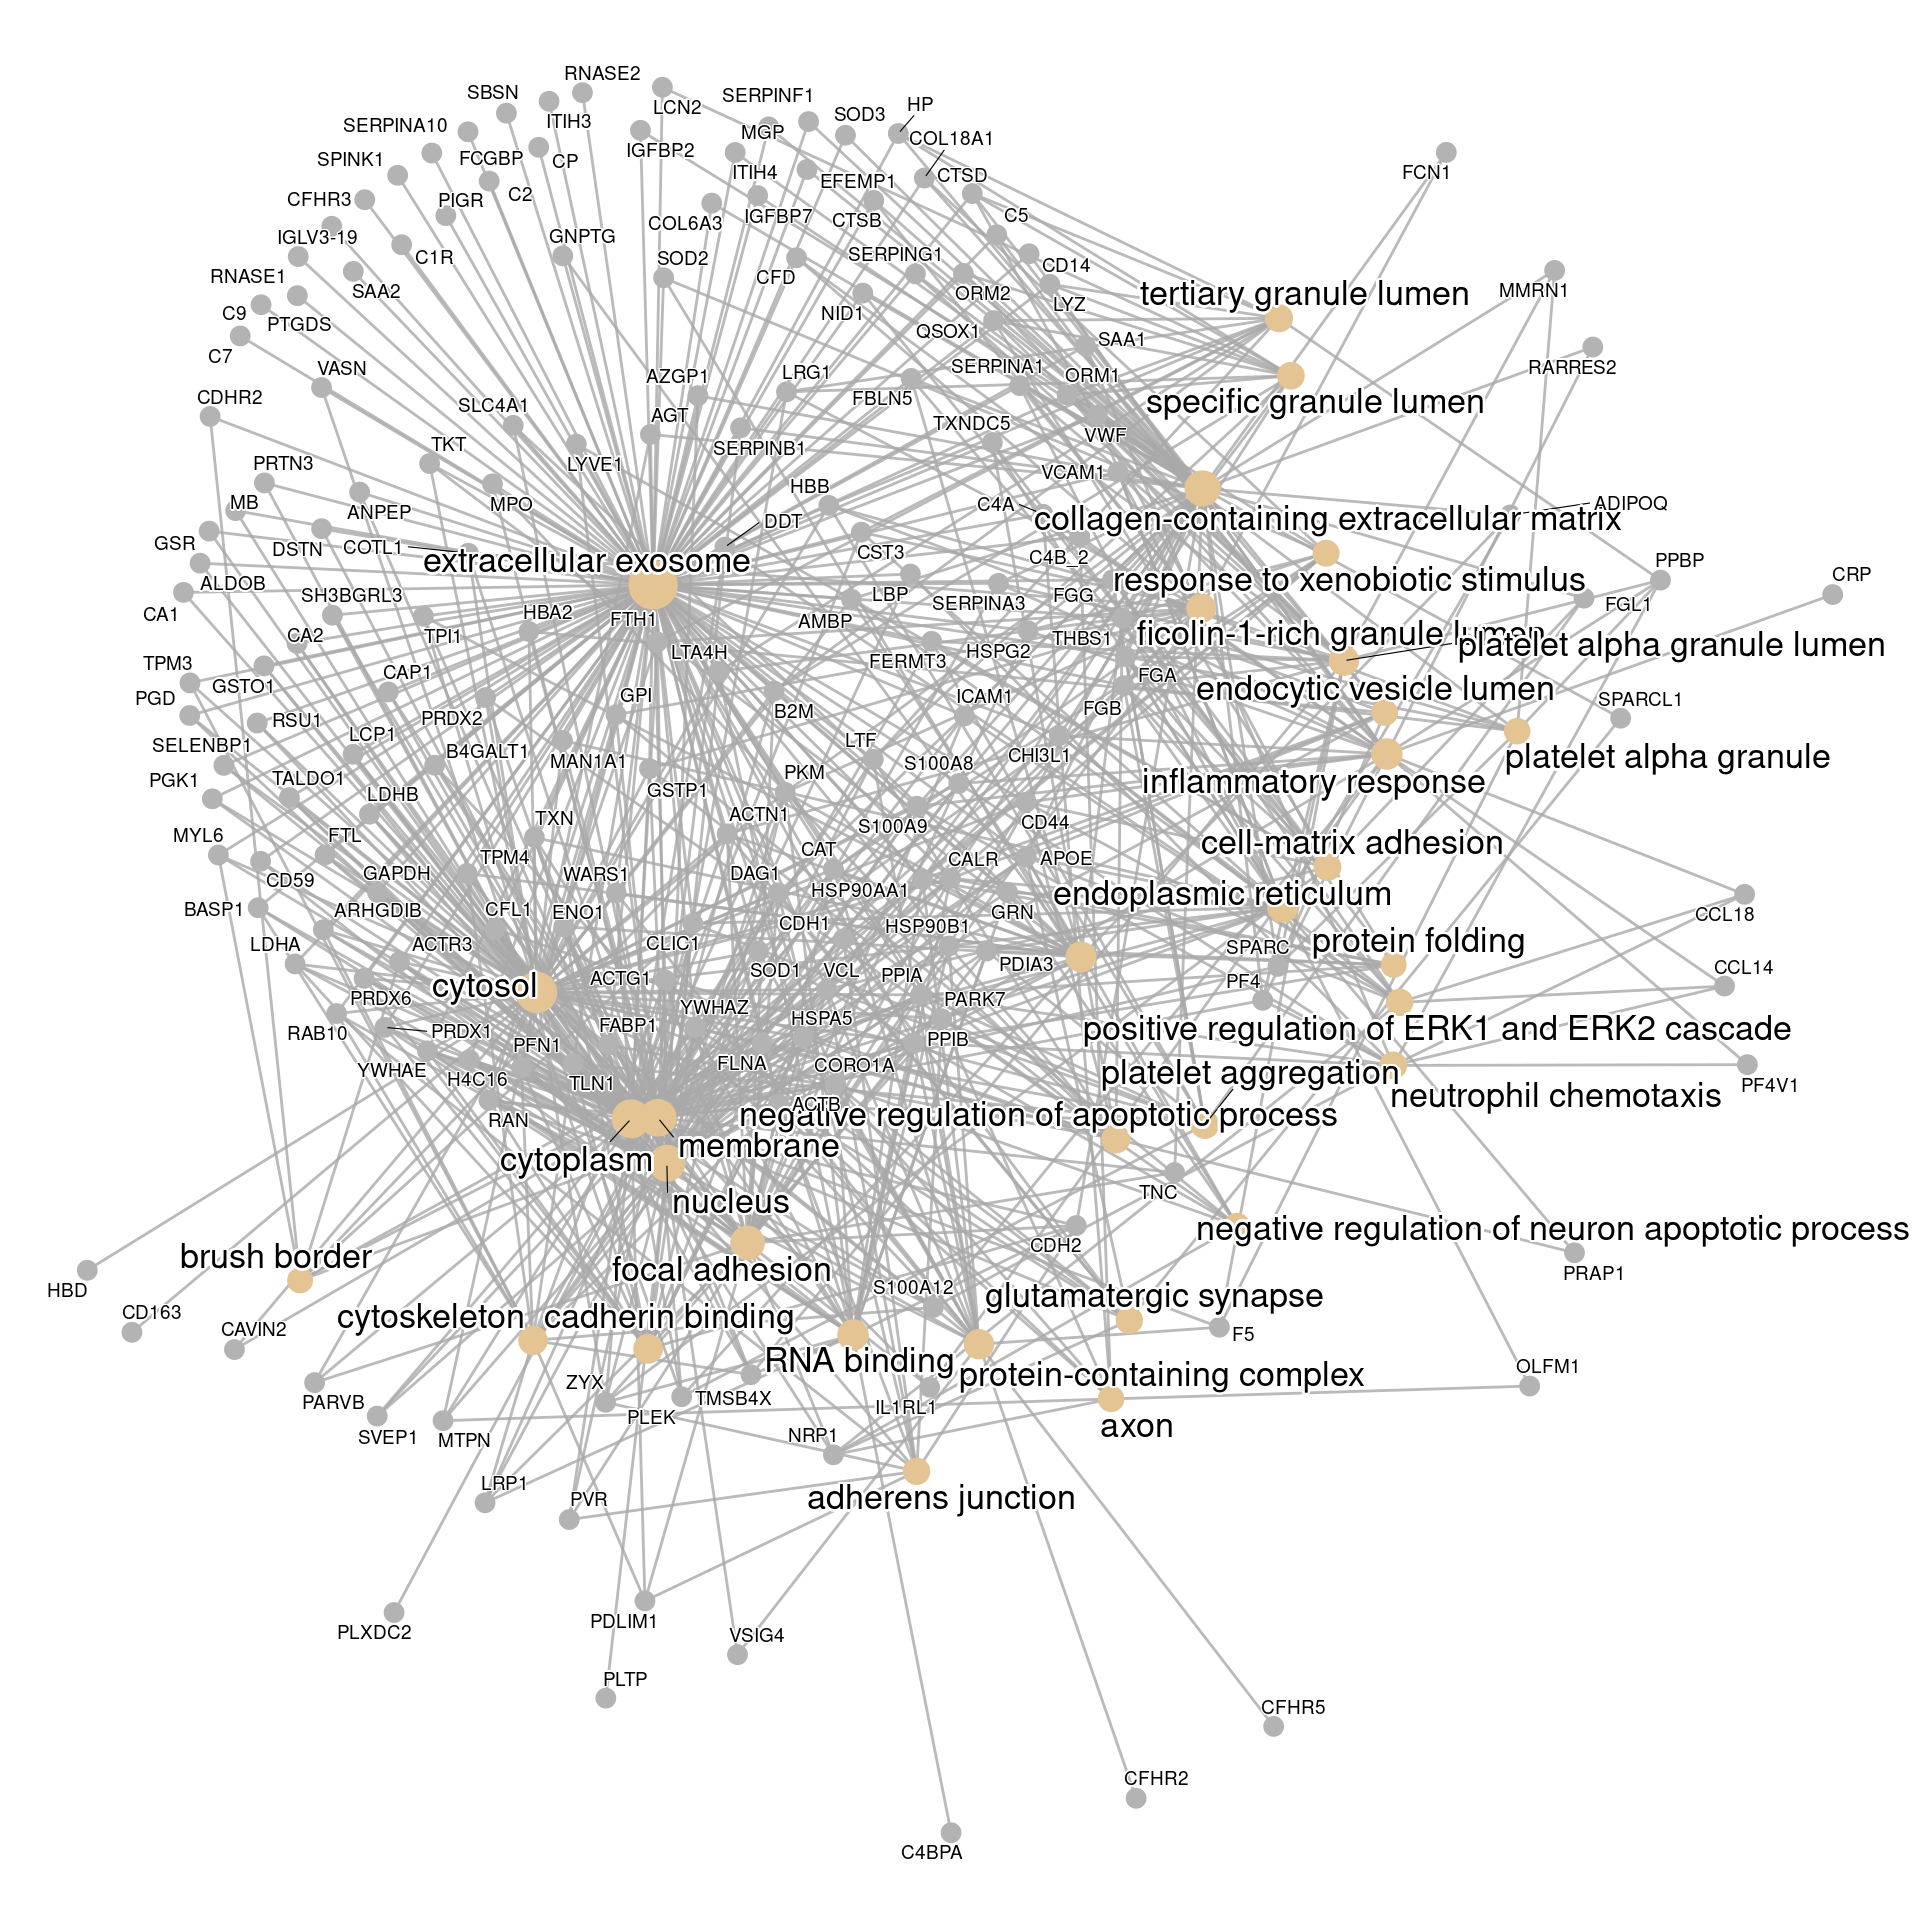 RNASE2
SBSN
LCN2
SERPINF1
HP
SOD3
ITIH3
SERPINA10
MGP
COL18A1
FCN1
SPINK1
FCGBP
CP
IGFBP2
ITIH4
EFEMP1
CTSD
CFHR3
PIGR
C2
COL6A3
IGFBP7
CTSB
C5
IGLV3-19
C1R
GNPTG
SOD2
SERPING1
CD14
RNASE1
SAA2
CFD
ORM2
LYZ
tertiary granule lumen
MMRN1
C9
PTGDS
NID1
QSOX1
SAA1
C7
VASN
AZGP1
LRG1
SERPINA1
ORM1
RARRES2
CDHR2
SLC4A1
AGT
FBLN5
specific granule lumen
TKT
LYVE1
SERPINB1
TXNDC5
VWF
PRTN3
MB
ANPEP
MPO
HBB
VCAM1
C4A
ADIPOQ
GSR
DSTN
COTL1
DDT
collagen-containing extracellular matrix
extracellular exosome
CST3
C4B_2
PPBP
CRP
ALDOB
SH3BGRL3
HBA2
FTH1
LBP
SERPINA3
FGG
response to xenobiotic stimulus
FGL1
CA1
CA2
TPI1
AMBP
THBS1
ficolin-1-rich granule lumen
platelet alpha granule lumen
TPM3
CAP1
LTA4H
FERMT3
HSPG2
PGD
GSTO1
PRDX2
GPI
B2M
ICAM1
FGA
FGB
endocytic vesicle lumen
SPARCL1
RSU1
LCP1
SELENBP1
B4GALT1
MAN1A1
LTF
S100A8
CHI3L1
platelet alpha granule
PGK1
TALDO1
LDHB
GSTP1
PKM
inflammatory response
MYL6
FTL
TXN
ACTN1
S100A9
CD44
cell-matrix adhesion
CD59
GAPDH
TPM4
WARS1
DAG1
CAT
CALR
APOE
BASP1
ARHGDIB
CFL1
ENO1
HSP90AA1
endoplasmic reticulum
LDHA
ACTR3
CLIC1
CDH1
HSP90B1
GRN
CCL18
SPARC
protein folding
cytosol
ACTG1
SOD1
VCL
PPIA
PDIA3
PF4
CCL14
PRDX6
RAB10
PRDX1
FABP1
YWHAZ
HSPA5
PARK7
positive regulation of ERK1 and ERK2 cascade
PFN1
PPIB
YWHAE
H4C16
TLN1
FLNA
CORO1A
platelet aggregation
neutrophil chemotaxis
PF4V1
RAN
ACTB
negative regulation of apoptotic process
cytoplasm
membrane
TNC
nucleus
negative regulation of neuron apoptotic process
CDH2
brush border
focal adhesion
PRAP1
HBD
CD163
CAVIN2
S100A12
glutamatergic synapse
cytoskeleton
cadherin binding
F5
RNA binding
protein-containing complex
OLFM1
ZYX
TMSB4X
PARVB
PLEK
IL1RL1
axon
SVEP1
MTPN
NRP1
LRP1
PVR
adherens junction
PLXDC2
PDLIM1
VSIG4
PLTP
CFHR5
CFHR2
C4BPA